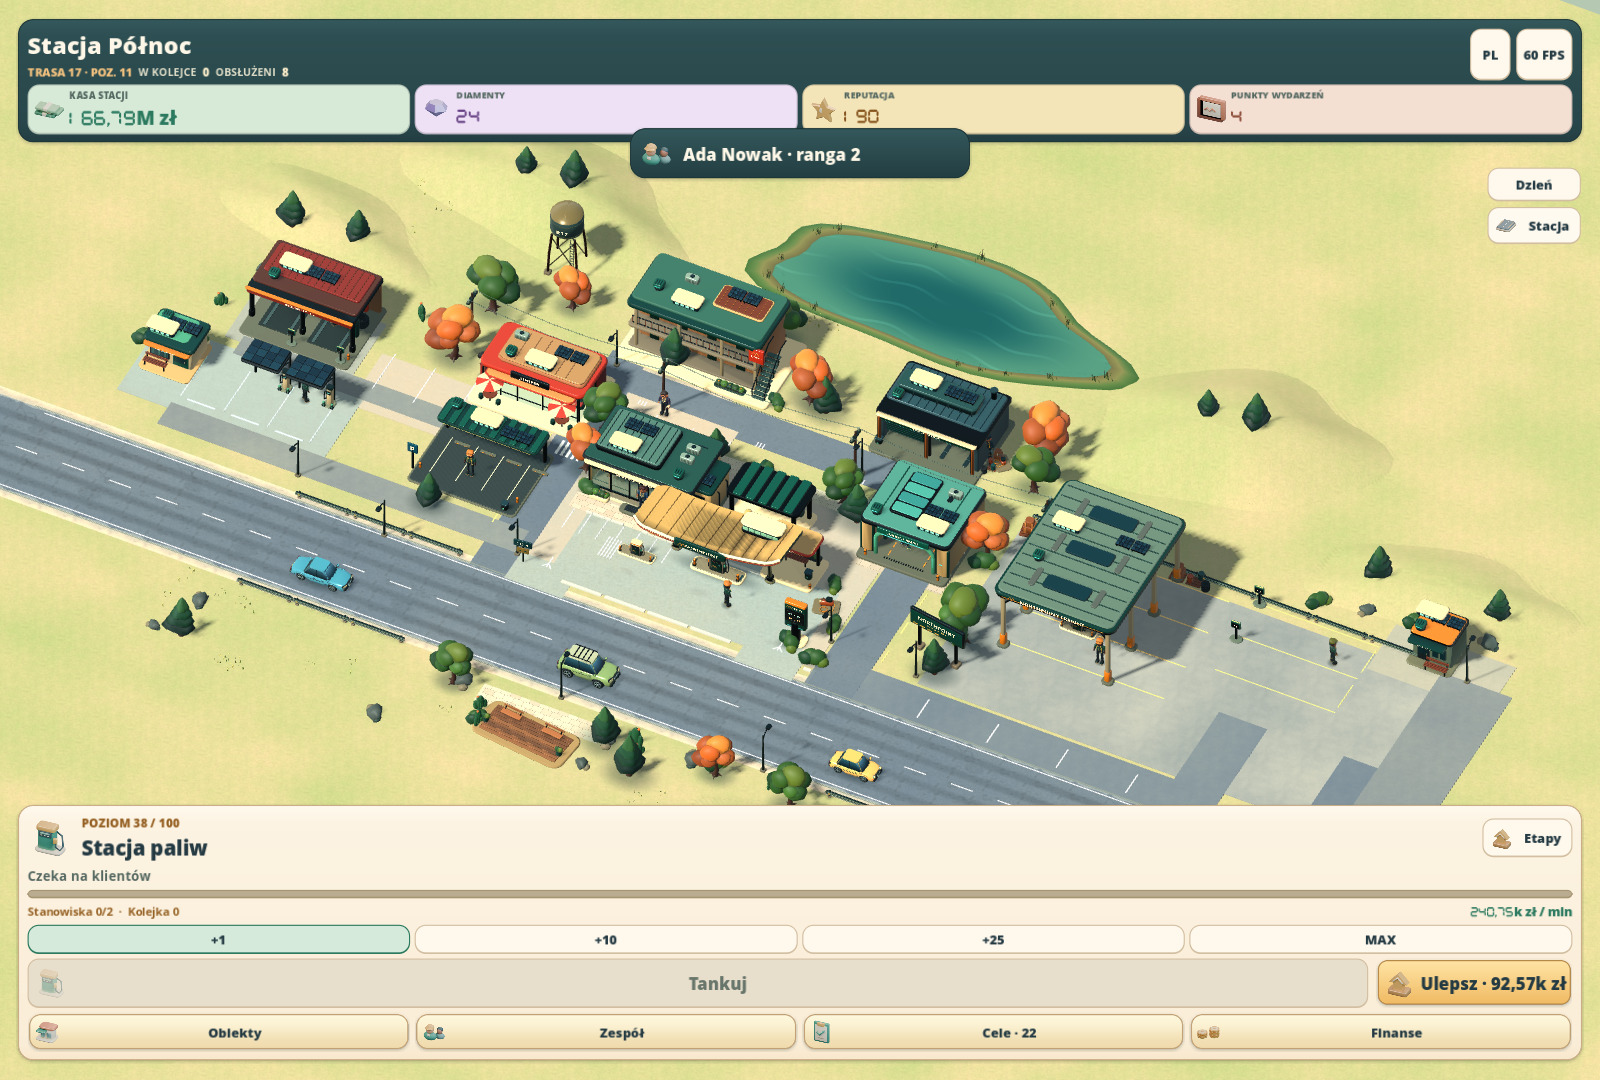 Stacja Północ
TRASA 17 · POZ. 11 W KOLEJCE 0 OBSŁUŻENI 8
PL
60 FPS
KASA STACJI
166,79M zł
DIAMENTY
24
REPUTACJA
190
PUNKTY WYDARZEŃ
4
Ada Nowak · ranga 2
Dzień
Stacja
POZIOM 38 / 100
Stacja paliw
Etapy
Czeka na klientów
Stanowiska 0/2 · Kolejka 0
240,75k zł / min
+1
+10
+25
MAX
Tankuj
Ulepsz · 92,57k zł
Obiekty
Zespół
Cele · 22
Finanse